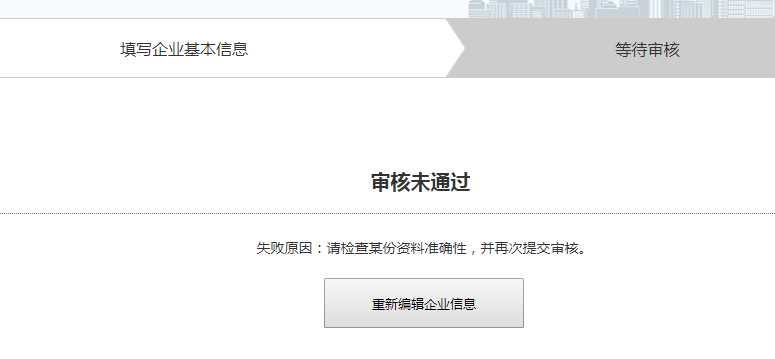 填写企业基本信息
等待审核
审核未通过
失败原因：请检查某份资料准确性，并再次提交审核。
重新编辑企业信息